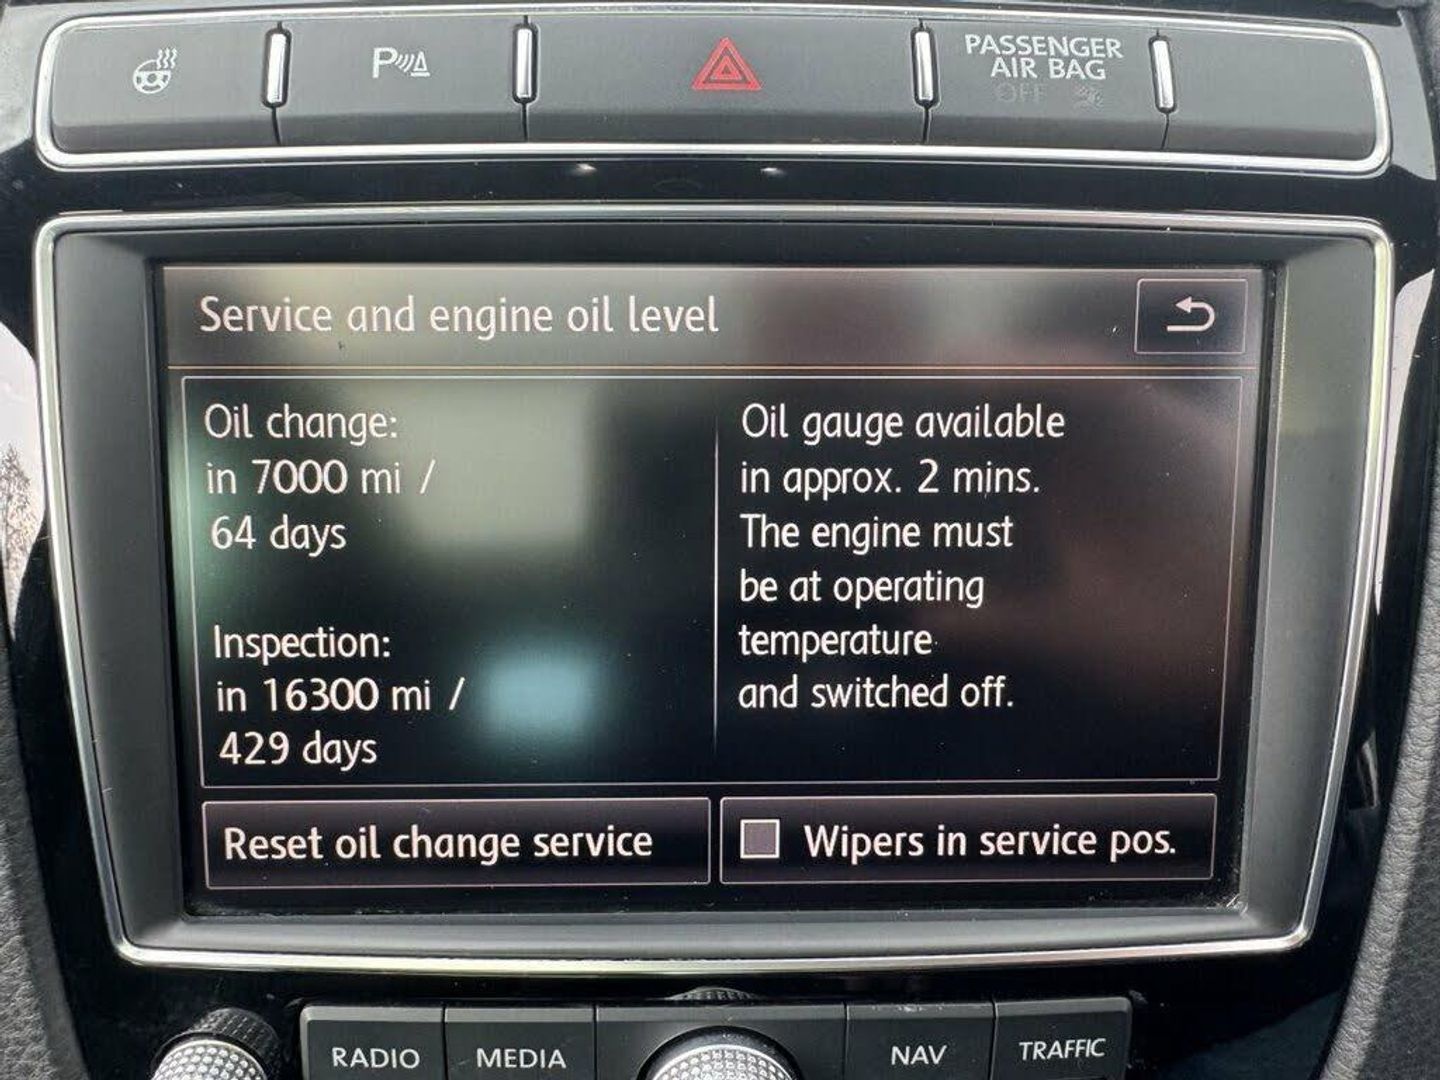 P
PASSENGER
AIR BAG
OFF
Service and engine oil level
Oil change:
in 7000 mi /
64 days
Inspection:
in 16300 mi /
429 days
Oil gauge available
in approx. 2 mins.
The engine must
be at operating
temperature
and switched off.
Reset oil change service
Wipers in service pos.
RADIO
MEDIA
NAV
TRAFFIC